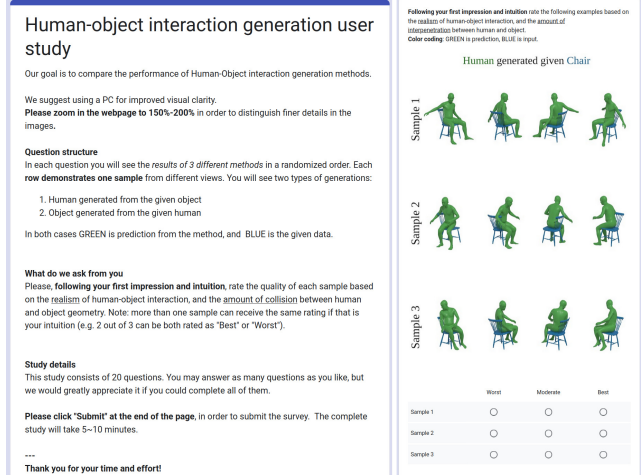 Human-object interaction generation user
study
Our goal is to compare the performance of Human-Object interaction generation methods.
We suggest using a PC for improved visual clarity.
Please zoom in the webpage to 150%-200% in order to distinguish finer details in the
images.
Question structure
In each question you will see the results of 3 different methods in a randomized order. Each
row demonstrates one sample from different views. You will see two types of generations:
1. Human generated from the given object
2. Object generated from the given human
In both cases GREEN is prediction from the method, and BLUE is the given data.
What do we ask from you
Please, following your first impression and intuition, rate the quality of each sample based
on the realism of human-object interaction, and the amount of collision between human
and object geometry. Note: more than one sample can receive the same rating if that is
your intuition (e.g. 2 out of 3 can be both rated as "Best" or "Worst").
Study details
This study consists of 20 questions. You may answer as many questions as you like, but
we would greatly appreciate it if you could complete all of them.
Please click "Submit" at the end of the page, in order to submit the survey. The complete
study will take 5~10 minutes.
---
Thank you for your time and effort!
Following your first impression and intuition rate the following examples based on
the realism of human-object interaction, and the amount of
interpenetration between human and object.
Color coding: GREEN is prediction, BLUE is input.
Human generated given Chair
Sample 1
Sample 2
Sample 3
Worst Moderate Best
Sample 1
Sample 2
Sample 3